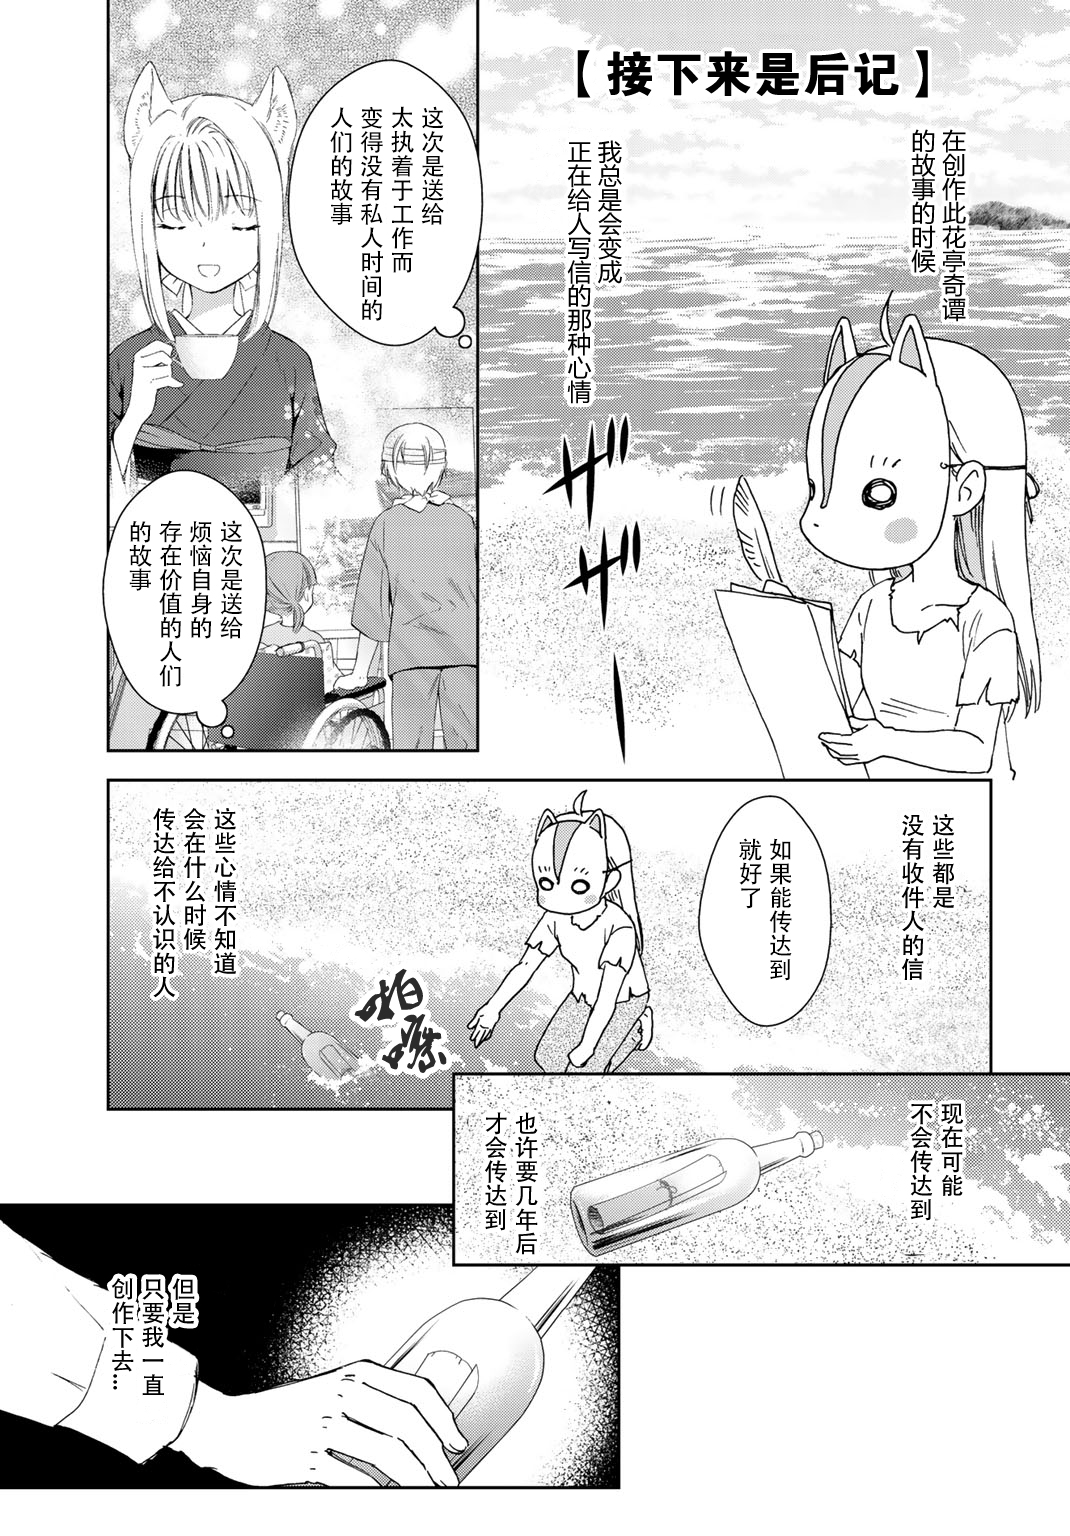 【接下来是后记】
在创作此花亭奇谭
的故事的时候
我总是会变成
正在给人写信的那种心情
这次是送给
太执着于工作而
变得没有私人时间的
人们的故事
这次是送给
烦恼自身的
存在价值的人们
的故事
这些都是
没有收件人的信
如果能传达到
就好了
啪嚓
这些心情不知道
会在什么时候
传达给不认识的人
现在可能
不会传达到
也许要几年后
才会传达到
但是
只要我一直
创作下去…